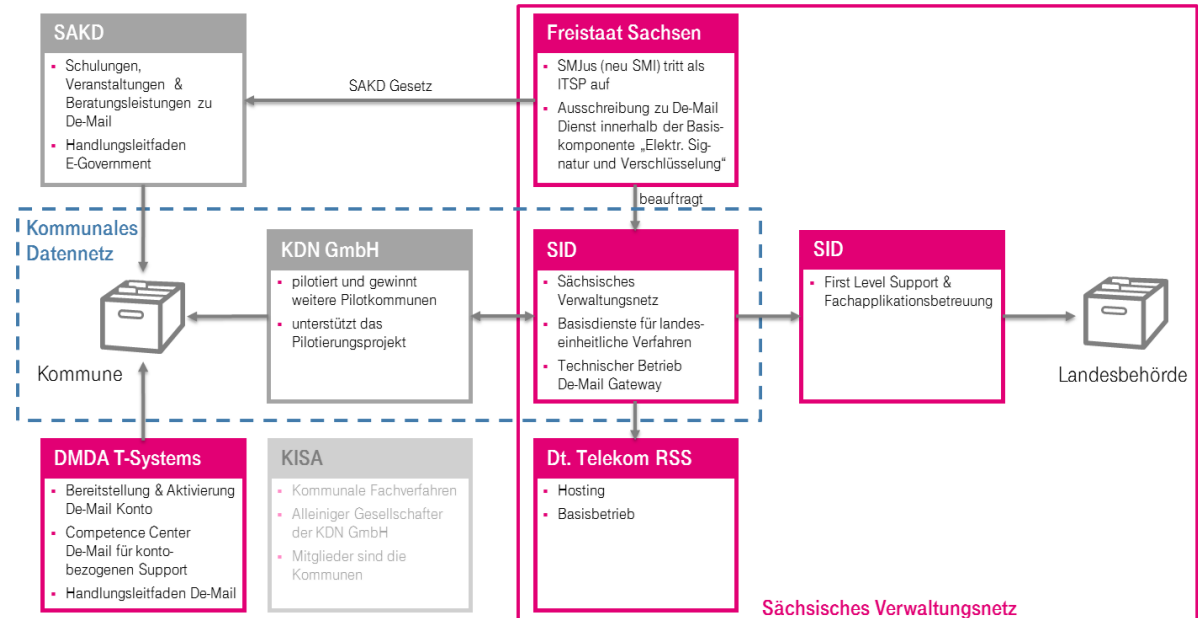 SAKD
Schulungen,
Veranstaltungen &
Beratungsleistungen zu
De-Mail
Handlungsleitfaden
E-Government
SAKD Gesetz
Freistaat Sachsen
SMJus (neu SMI) tritt als
ITSP auf
Ausschreibung zu De-Mail
Dienst innerhalb der Basis-
komponente „Elektr. Sig-
natur und Verschlüsselung“
beauftragt
Kommunales
Datennetz
Kommune
KDN GmbH
pilotiert und gewinnt
weitere Pilotkommunen
unterstützt das
Pilotierungsprojekt
SID
Sächsisches
Verwaltungsnetz
Basisdienste für landes-
einheitliche Verfahren
Technischer Betrieb
De-Mail Gateway
SID
First Level Support &
Fachapplikationsbetreuung
Landesbehörde
DMDA T-Systems
Bereitstellung & Aktivierung
De-Mail Konto
Competence Center
De-Mail für konto-
bezogenen Support
Handlungsleitfaden De-Mail
KISA
Kommunale Fachverfahren
Alleiniger Gesellschafter
der KDN GmbH
Mitglieder sind die
Kommunen
Dt. Telekom RSS
Hosting
Basisbetrieb
Sächsisches Verwaltungsnetz